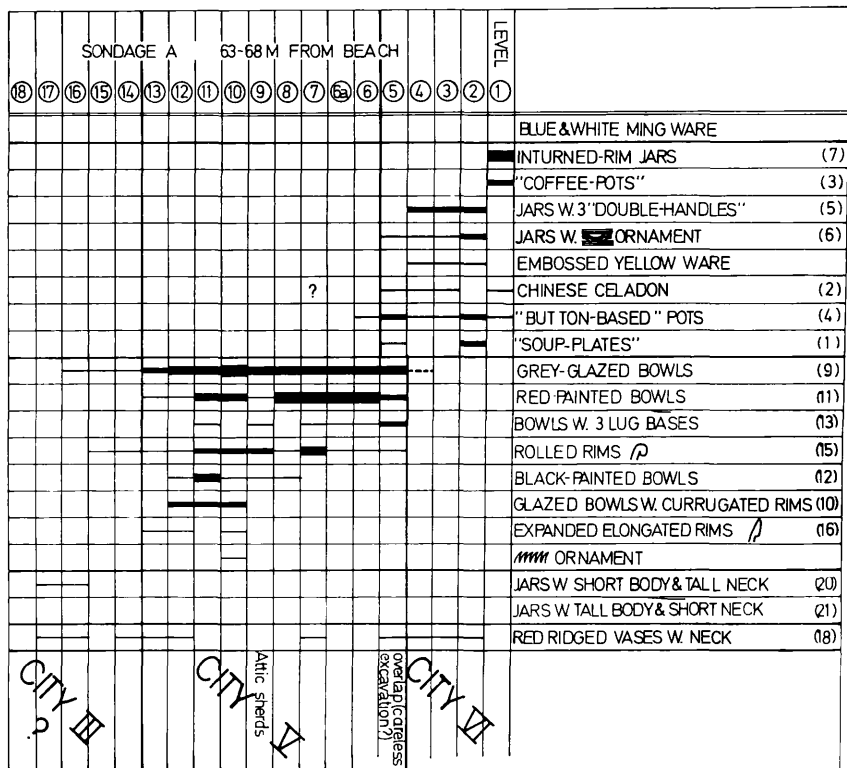 SONDAGE A 63-68 M FROM BEACH
LEVEL
18 17 16 15 14 13 12 11 10 9 8 7 6a 6 5 4 3 2 1
BLUE & WHITE MING WARE
INTURNED-RIM JARS (7)
"COFFEE-POTS" (3)
JARS W. 3 "DOUBLE-HANDLES" (5)
JARS W. ORNAMENT (6)
EMBOSSED YELLOW WARE
? CHINESE CELADON (2)
"BUTTON-BASED" POTS (4)
"SOUP-PLATES" (1)
GREY-GLAZED BOWLS (9)
RED-PAINTED BOWLS (11)
BOWLS W. 3 LUG BASES (13)
ROLLED RIMS (15)
BLACK-PAINTED BOWLS (12)
GLAZED BOWLS W. CURRUGATED RIMS (10)
EXPANDED ELONGATED RIMS (16)
ORNAMENT
JARS W SHORT BODY & TALL NECK (20)
JARS W. TALL BODY & SHORT NECK (21)
RED RIDGED VASES W. NECK (18)
CITY III
?
CITY V
Attic sherds
overlap (careless
excavation?)
CITY VI